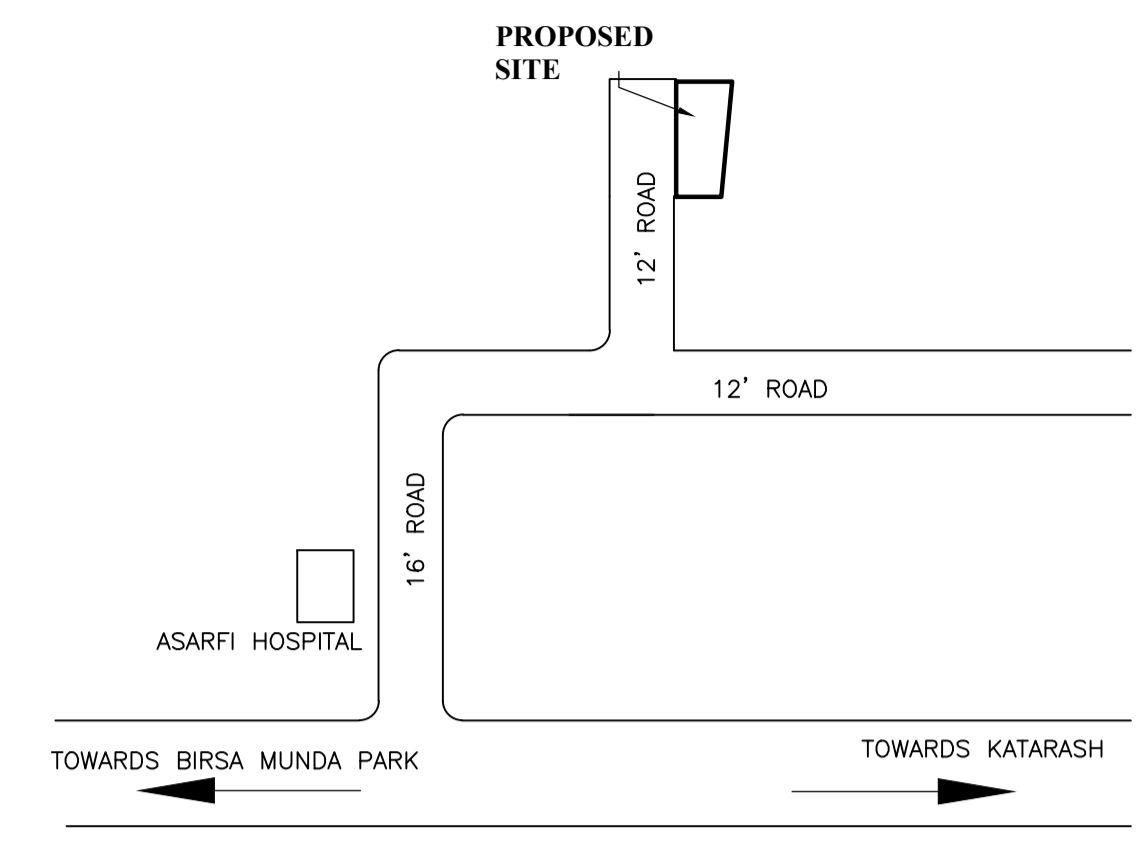 PROPOSED
SITE
12' ROAD
12' ROAD
16' ROAD
ASARFI HOSPITAL
TOWARDS BIRSA MUNDA PARK
TOWARDS KATARASH